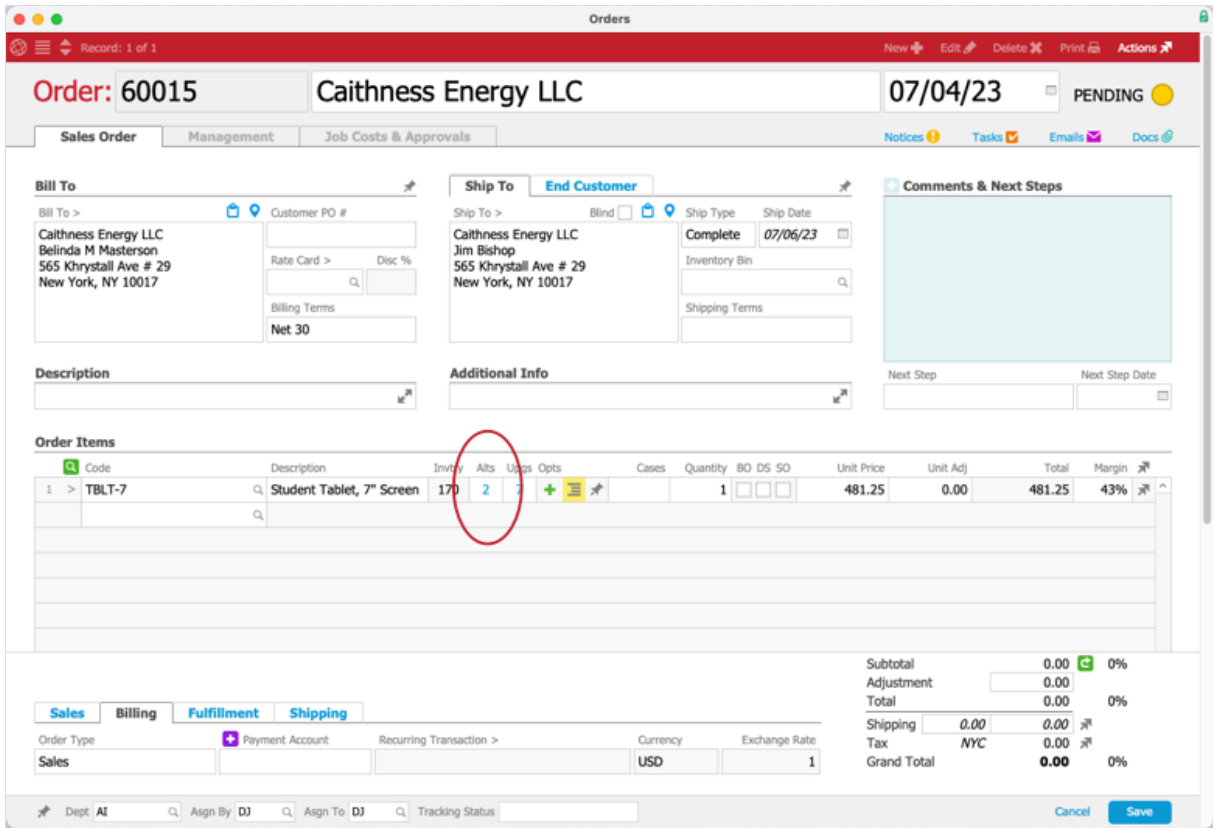 Orders
Record: 1 of 1 New Edit Delete Print Actions
Order: 60015 Caithness Energy LLC 07/04/23 PENDING
Sales Order Management Job Costs & Approvals Notices Tasks Emails Docs
Bill To Ship To End Customer Comments & Next Steps
Bill To > Customer PO # Ship To > Blind Ship Type Ship Date
Caithness Energy LLC Caithness Energy LLC Complete 07/06/23
Belinda M Masterson Jim Bishop
565 Khrystall Ave # 29 Rate Card > Disc % 565 Khrystall Ave # 29 Inventory Bin
New York, NY 10017 New York, NY 10017
Billing Terms Shipping Terms
Net 30
Description Additional Info Next Step Next Step Date
Order Items
Code Description Invtry Alts Upgs Opts Cases Quantity BO DS SO Unit Price Unit Adj Total Margin
1 > TBLT-7 Student Tablet, 7" Screen 170 2 7 1 481.25 0.00 481.25 43%
Subtotal 0.00 0%
Adjustment 0.00
Total 0.00 0%
Sales Billing Fulfillment Shipping
Shipping 0.00 0.00
Order Type Payment Account Recurring Transaction > Currency Exchange Rate
Tax NYC 0.00
Sales USD 1
Grand Total 0.00 0%
Dept AI Asgn By DJ Asgn To DJ Tracking Status Cancel Save